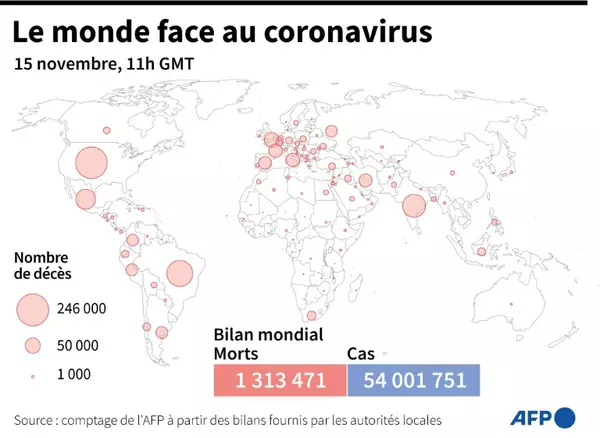 Le monde face au coronavirus
15 novembre, 11h GMT
Nombre
de décès
246 000
50 000
1 000
Bilan mondial
Morts
Cas
1 313 471
54 001 751
Source : comptage de l'AFP à partir des bilans fournis par les autorités locales
AFP